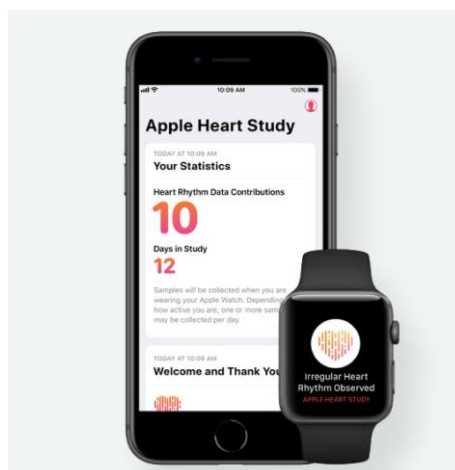 10:09 AM
100%
Apple Heart Study
TODAY AT 10:09 AM
Your Statistics
Heart Rhythm Data Contributions
10
Days in Study
12
Samples will be collected when you are
wearing your Apple Watch. Depending
how active you are, one or more sam
may be collected per day.
TODAY AT 10:09 AM
Welcome and Thank You
Irregular Heart
Rhythm Observed
APPLE HEART STUDY